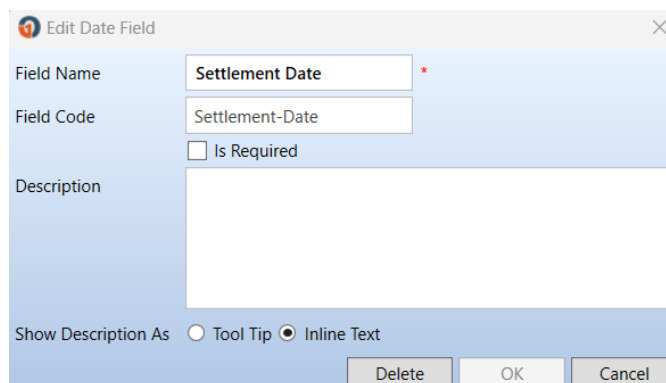 Edit Date Field
Field Name Settlement Date *
Field Code Settlement-Date
Is Required
Description
Show Description As Tool Tip Inline Text
Delete OK Cancel